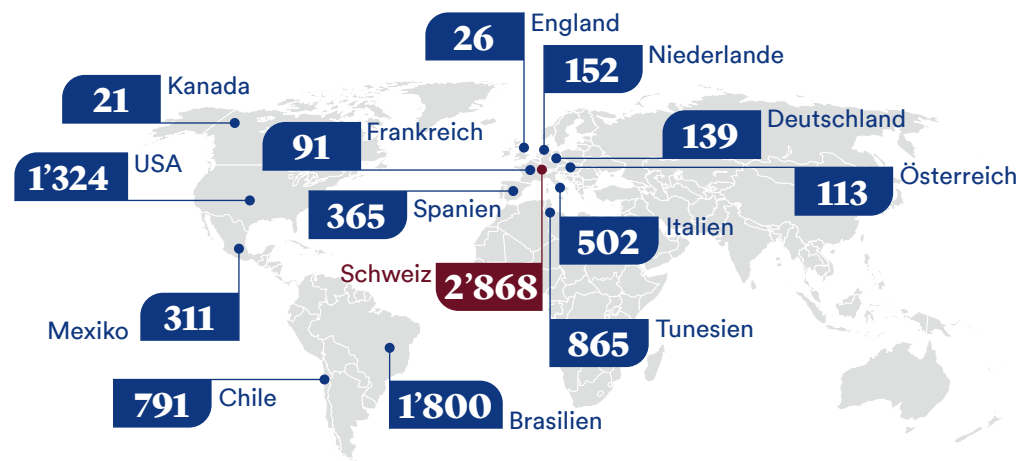 26
England
152
Niederlande
21
Kanada
91
Frankreich
139
Deutschland
1’324
USA
365
Spanien
113
Österreich
502
Italien
Schweiz
2’868
311
Mexiko
865
Tunesien
791
Chile
1’800
Brasilien